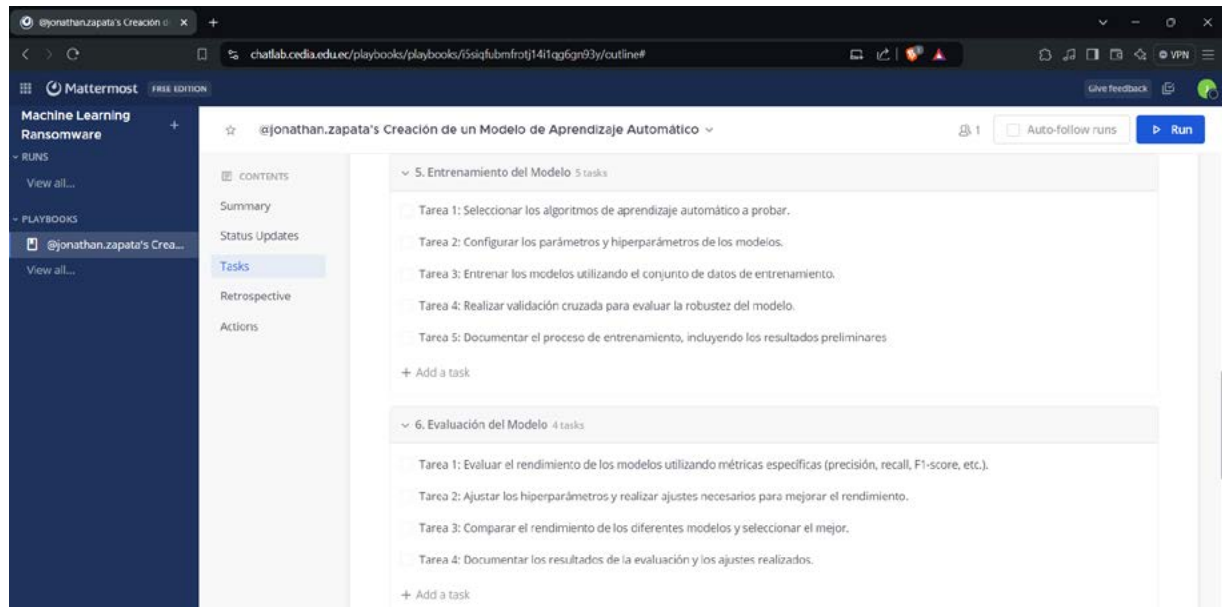 @jonathan.zapata's Creación d
chatlab.cedia.edu.ec/playbooks/playbooks/i5siqfubmfrotj14i1qg6gn93y/outline#
VPN
Mattermost FREE EDITION
Give feedback
Machine Learning
Ransomware
RUNS
View all...
PLAYBOOKS
@jonathan.zapata's Crea...
View all...
@jonathan.zapata's Creación de un Modelo de Aprendizaje Automático
1
Auto-follow runs
Run
CONTENTS
Summary
Status Updates
Tasks
Retrospective
Actions
5. Entrenamiento del Modelo 5 tasks
Tarea 1: Seleccionar los algoritmos de aprendizaje automático a probar.
Tarea 2: Configurar los parámetros y hiperparámetros de los modelos.
Tarea 3: Entrenar los modelos utilizando el conjunto de datos de entrenamiento.
Tarea 4: Realizar validación cruzada para evaluar la robustez del modelo.
Tarea 5: Documentar el proceso de entrenamiento, incluyendo los resultados preliminares
+ Add a task
6. Evaluación del Modelo 4 tasks
Tarea 1: Evaluar el rendimiento de los modelos utilizando métricas específicas (precisión, recall, F1-score, etc.).
Tarea 2: Ajustar los hiperparámetros y realizar ajustes necesarios para mejorar el rendimiento.
Tarea 3: Comparar el rendimiento de los diferentes modelos y seleccionar el mejor.
Tarea 4: Documentar los resultados de la evaluación y los ajustes realizados.
+ Add a task